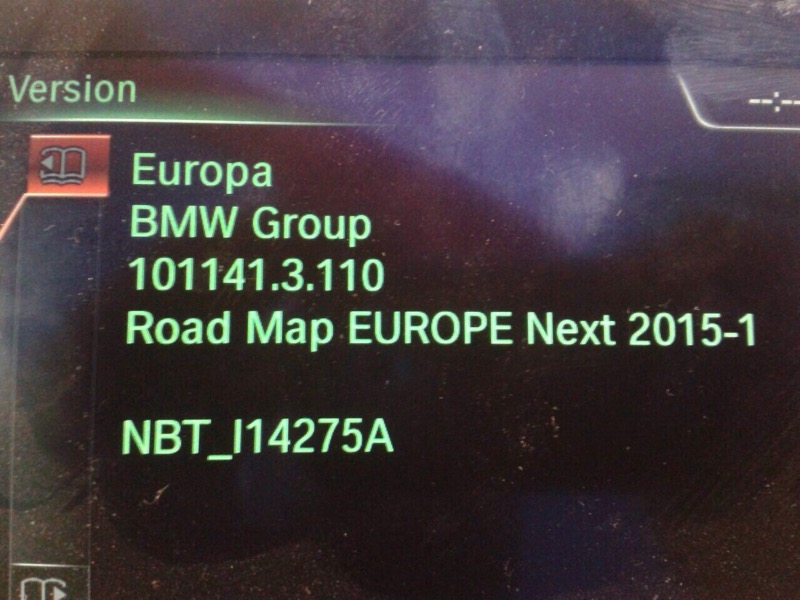 Version
Europa
BMW Group
101141.3.110
Road Map EUROPE Next 2015-1
NBT_I14275A